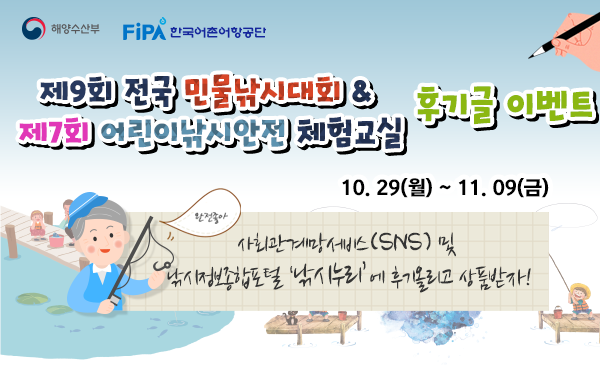 해양수산부 FiPA 한국어촌어항공단
제9회 전국 민물낚시대회 &
제7회 어린이낚시안전 체험교실
후기글 이벤트
10. 29(월) ~ 11. 09(금)
완전좋아
사회관계망서비스(SNS) 및
낚시정보종합포털 '낚시누리'에 후기올리고 상품받자!